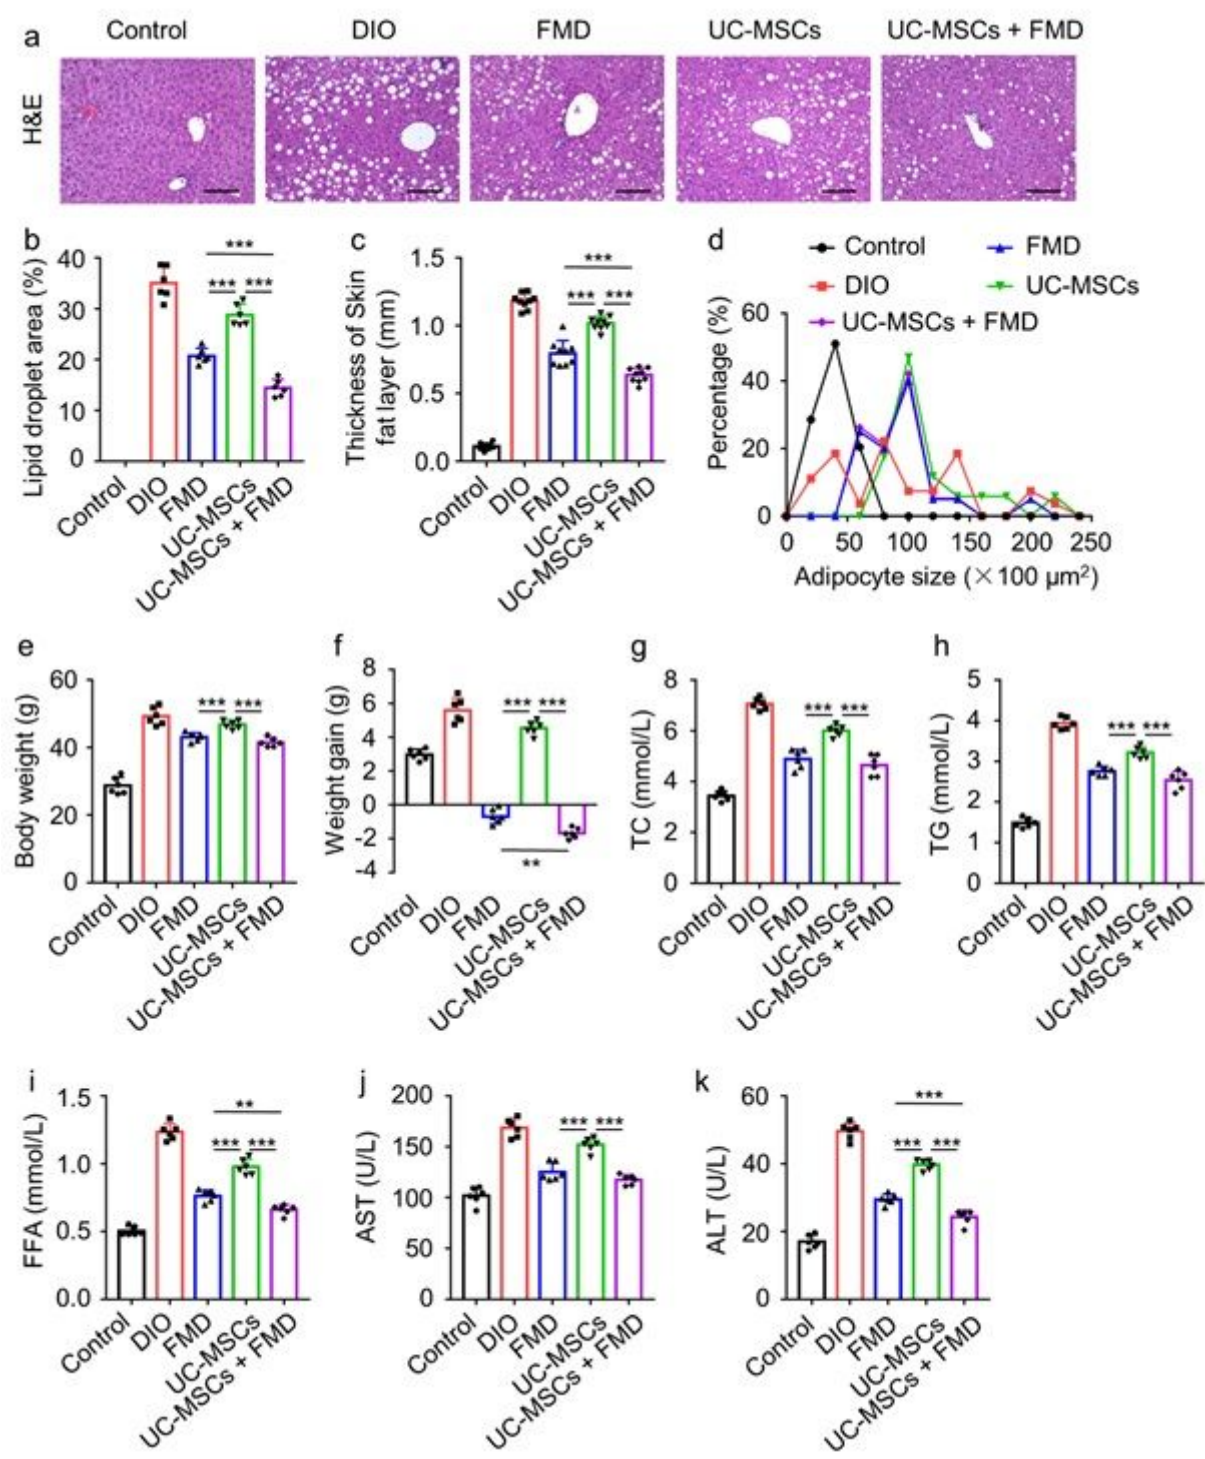 a Control DIO FMD UC-MSCs UC-MSCs + FMD
H&E
b
Lipid droplet area (%)
40
30
20
10
0
*** *** ***
Control
DIO
FMD
UC-MSCs
UC-MSCs + FMD
c
Thickness of Skin
fat layer (mm)
1.5
1.0
0.5
0.0
*** *** ***
Control
DIO
FMD
UC-MSCs
UC-MSCs + FMD
d
Control FMD
DIO UC-MSCs
UC-MSCs + FMD
Percentage (%)
60
40
20
0
0 50 100 150 200 250
Adipocyte size (×100 μm²)
e
Body weight (g)
60
40
20
0
*** ***
Control
DIO
FMD
UC-MSCs
UC-MSCs + FMD
f
Weight gain (g)
8
6
4
2
0
-2
-4
*** ***
**
Control
DIO
FMD
UC-MSCs
UC-MSCs + FMD
g
TC (mmol/L)
8
6
4
2
0
*** ***
Control
DIO
FMD
UC-MSCs
UC-MSCs + FMD
h
TG (mmol/L)
5
4
3
2
1
0
*** ***
Control
DIO
FMD
UC-MSCs
UC-MSCs + FMD
i
FFA (mmol/L)
1.5
1.0
0.5
0.0
**
*** ***
Control
DIO
FMD
UC-MSCs
UC-MSCs + FMD
j
AST (U/L)
200
150
100
50
0
*** ***
Control
DIO
FMD
UC-MSCs
UC-MSCs + FMD
k
ALT (U/L)
60
40
20
0
***
*** ***
Control
DIO
FMD
UC-MSCs
UC-MSCs + FMD